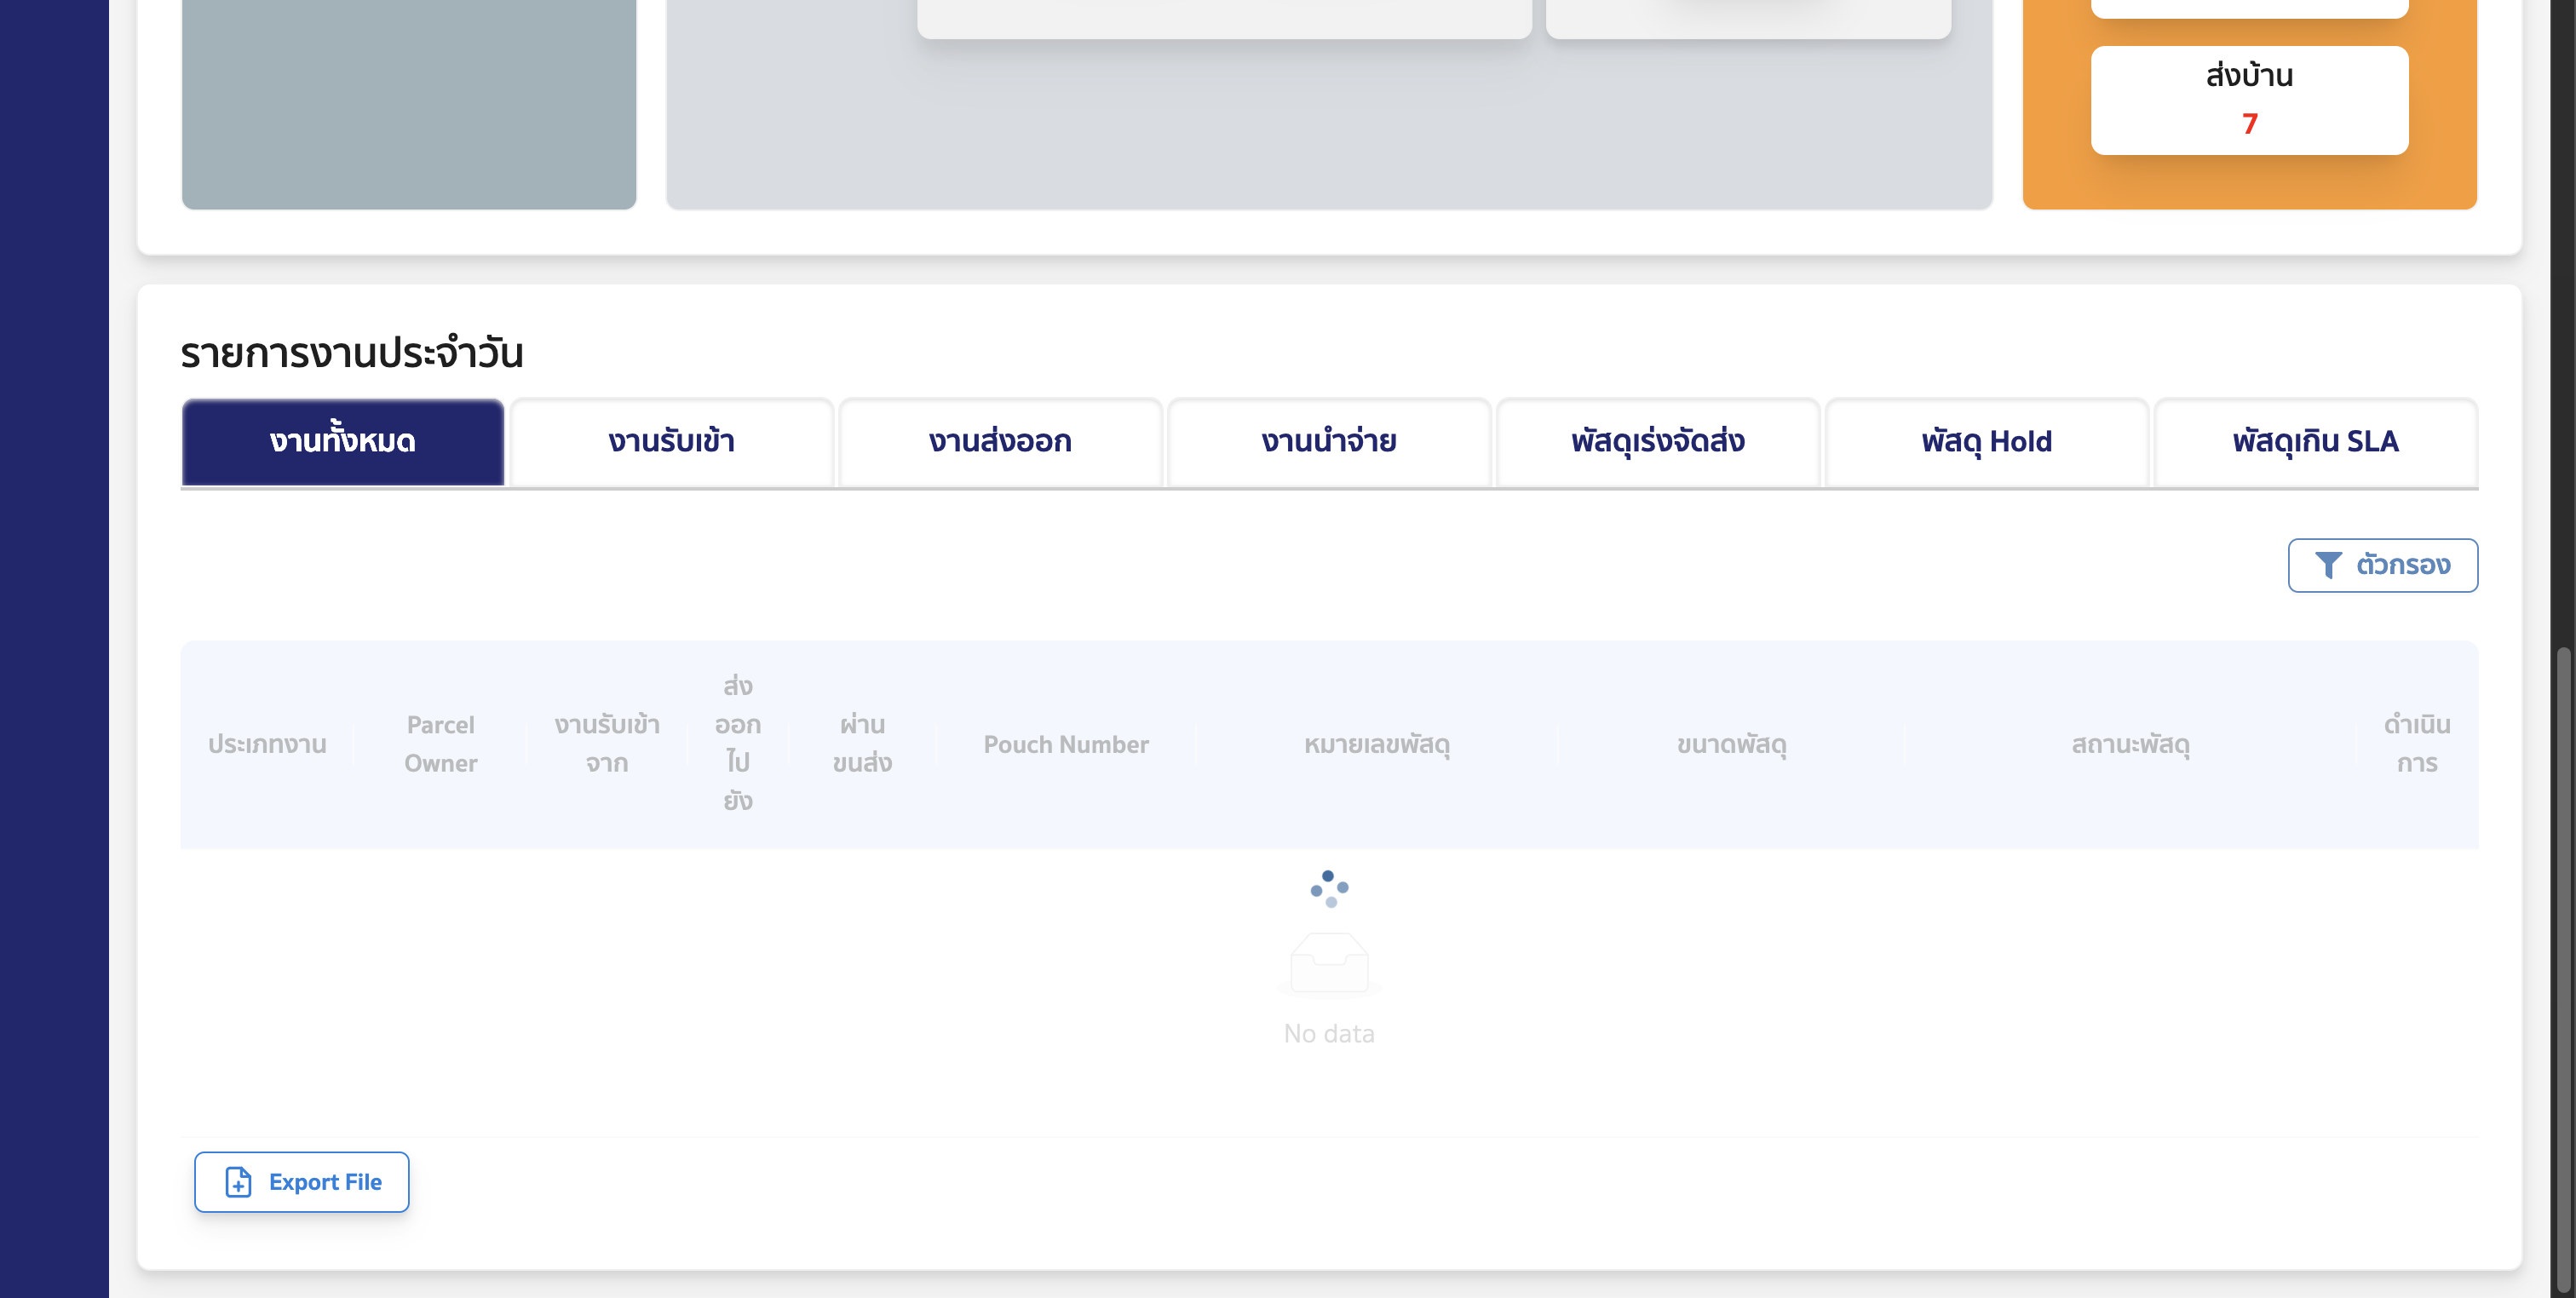 ส่งบ้าน
7
รายการงานประจำวัน
งานทั้งหมด
งานรับเข้า
งานส่งออก
งานนำจ่าย
พัสดุเร่งจัดส่ง
พัสดุ Hold
พัสดุเกิน SLA
ตัวกรอง
ประเภทงาน
Parcel
Owner
งานรับเข้า
จาก
ส่ง
ออก
ไป
ยัง
ผ่าน
ขนส่ง
Pouch Number
หมายเลขพัสดุ
ขนาดพัสดุ
สถานะพัสดุ
ดำเนิน
การ
No data
Export File